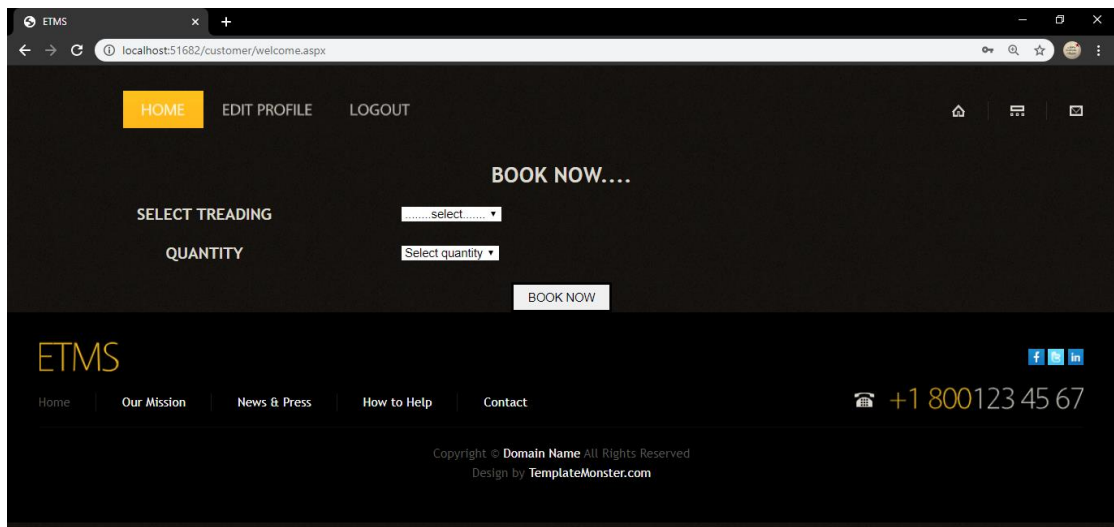 ETMS
localhost:51682/customer/welcome.aspx
HOME EDIT PROFILE LOGOUT
BOOK NOW....
SELECT TREADING ........select.......
QUANTITY Select quantity
BOOK NOW
ETMS
f in
Home Our Mission News & Press How to Help Contact
+1 800123 45 67
Copyright © Domain Name All Rights Reserved
Design by TemplateMonster.com